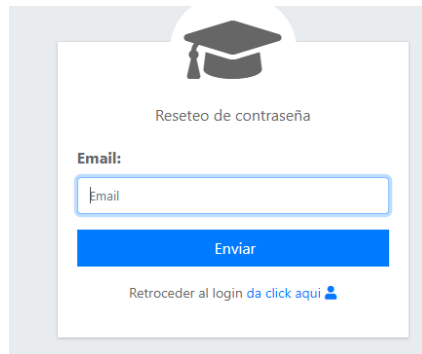 Reseteo de contraseña
Email:
Email
Enviar
Retroceder al login da click aqui